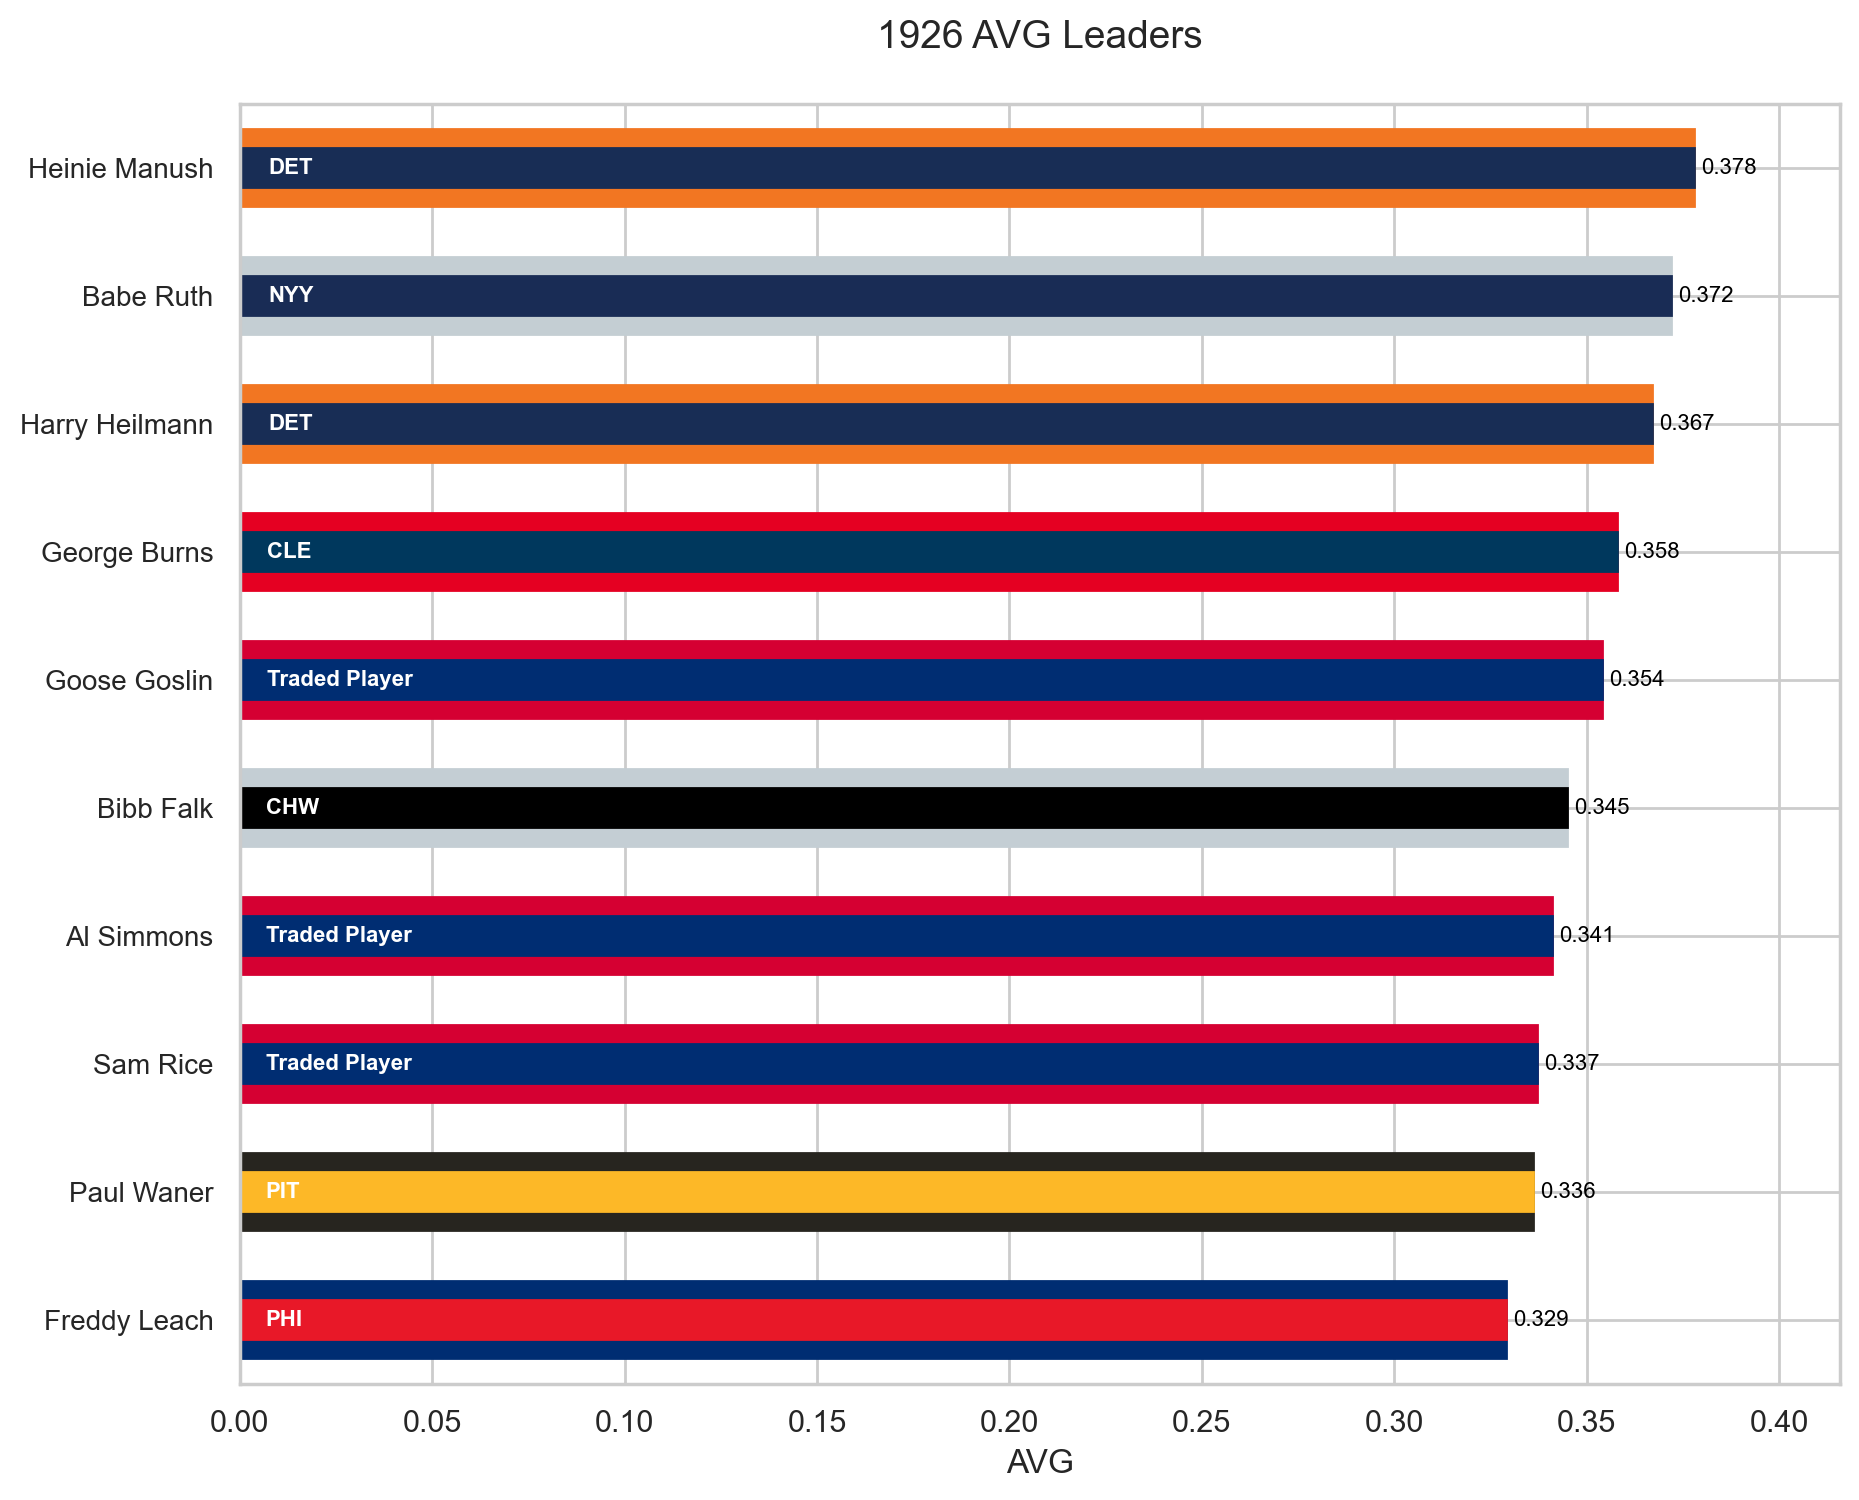 1926 AVG Leaders
Heinie Manush DET 0.378
Babe Ruth NYY 0.372
Harry Heilmann DET 0.367
George Burns CLE 0.358
Goose Goslin Traded Player 0.354
Bibb Falk CHW 0.345
Al Simmons Traded Player 0.341
Sam Rice Traded Player 0.337
Paul Waner PIT 0.336
Freddy Leach PHI 0.329
0.00 0.05 0.10 0.15 0.20 0.25 0.30 0.35 0.40
AVG